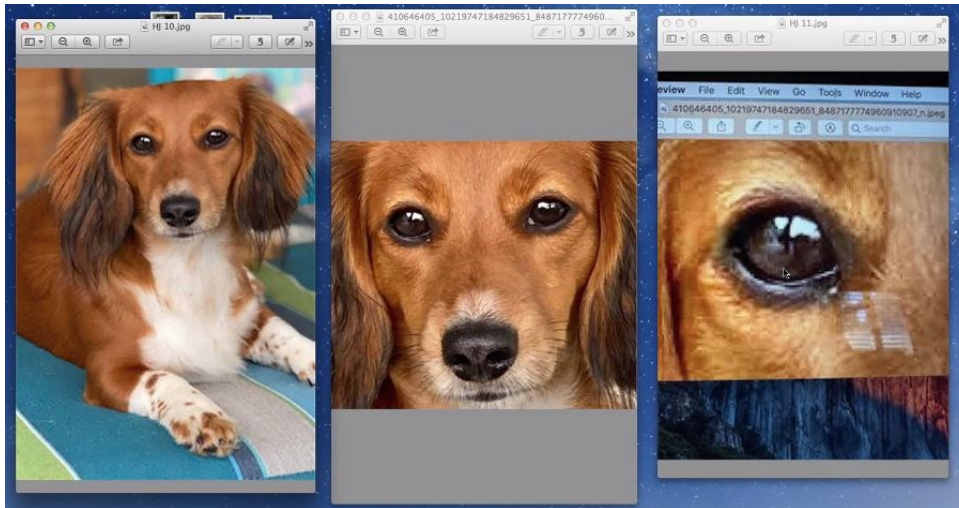 HJ 10.jpg
410646405_10219747184829651_8487177774960...
HJ 11.jpg
eview File Edit View Go Tools Window Help
410646405_10219747184829651_8487177774960910907_n.jpeg
Search